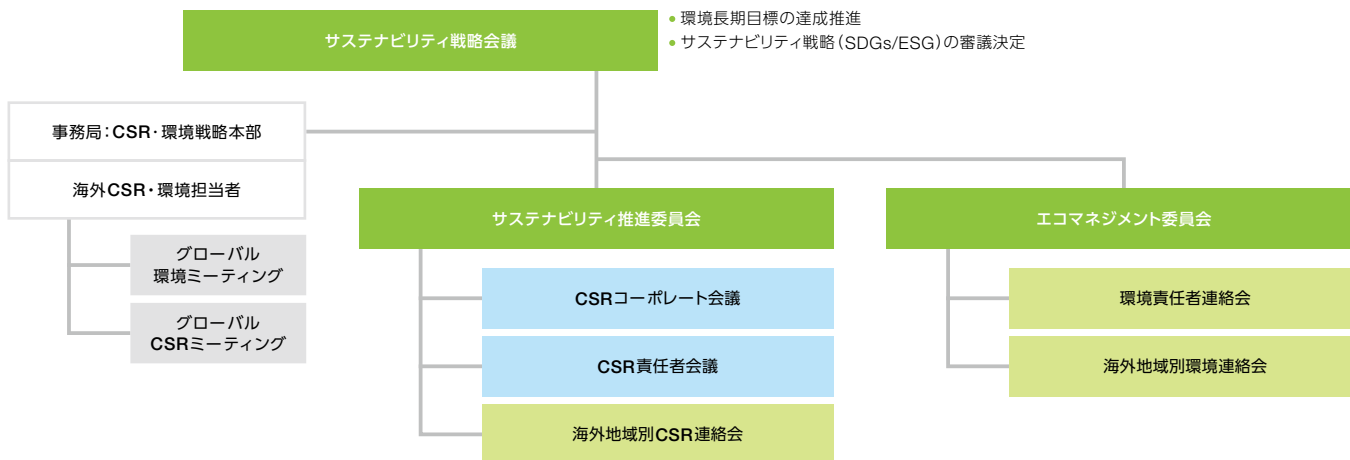 サステナビリティ戦略会議
• 環境長期目標の達成推進
• サステナビリティ戦略（SDGs/ESG）の審議決定
事務局：CSR・環境戦略本部
海外CSR・環境担当者
グローバル
環境ミーティング
グローバル
CSRミーティング
サステナビリティ推進委員会
CSRコーポレート会議
CSR責任者会議
海外地域別CSR連絡会
エコマネジメント委員会
環境責任者連絡会
海外地域別環境連絡会